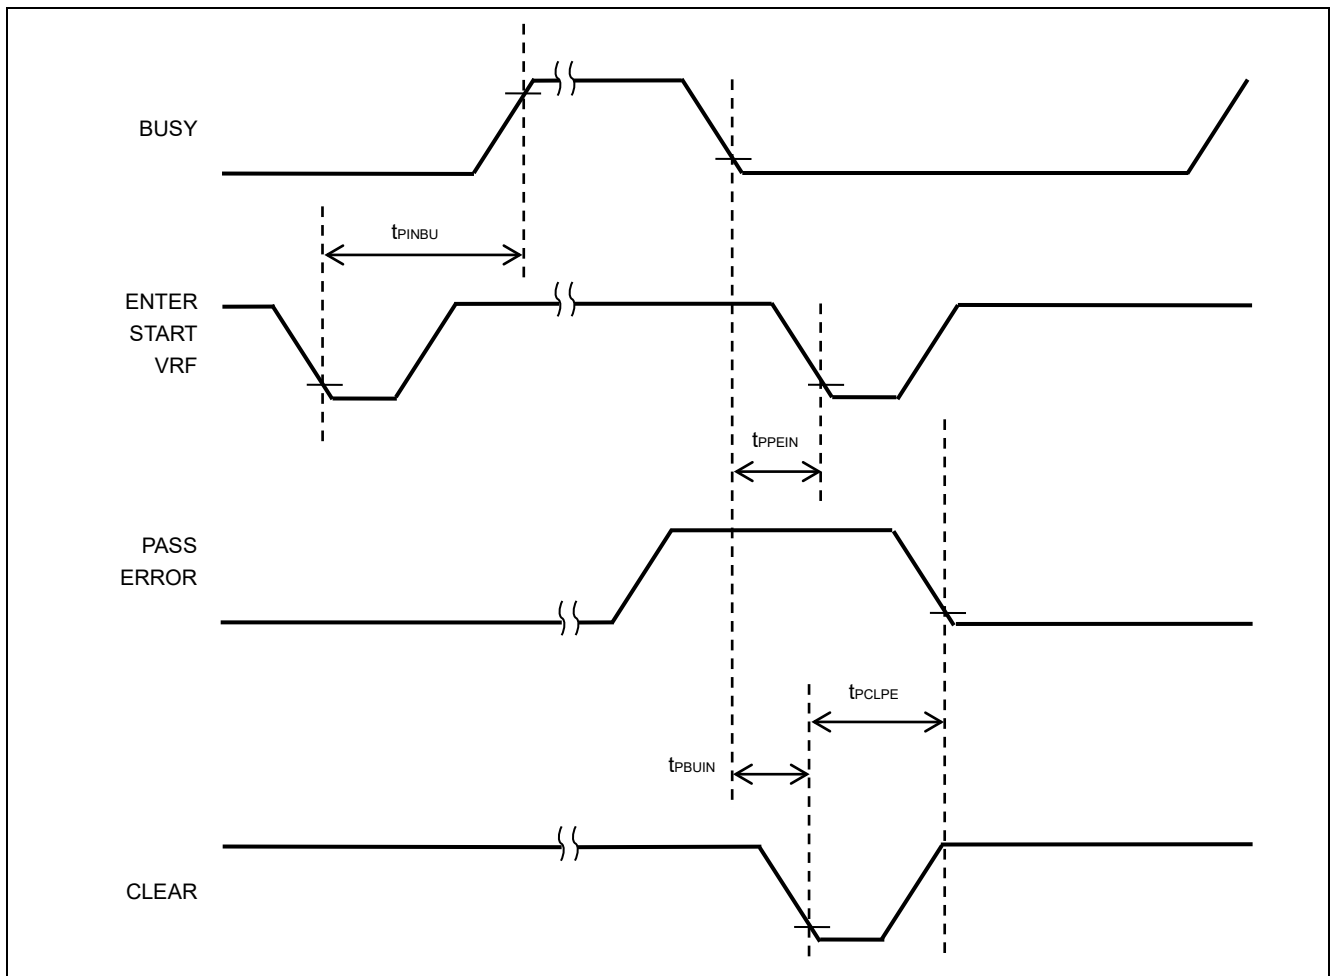 BUSY
tPINBU
ENTER
START
VRF
tPPEIN
PASS
ERROR
tPCLPE
tPBUIN
CLEAR